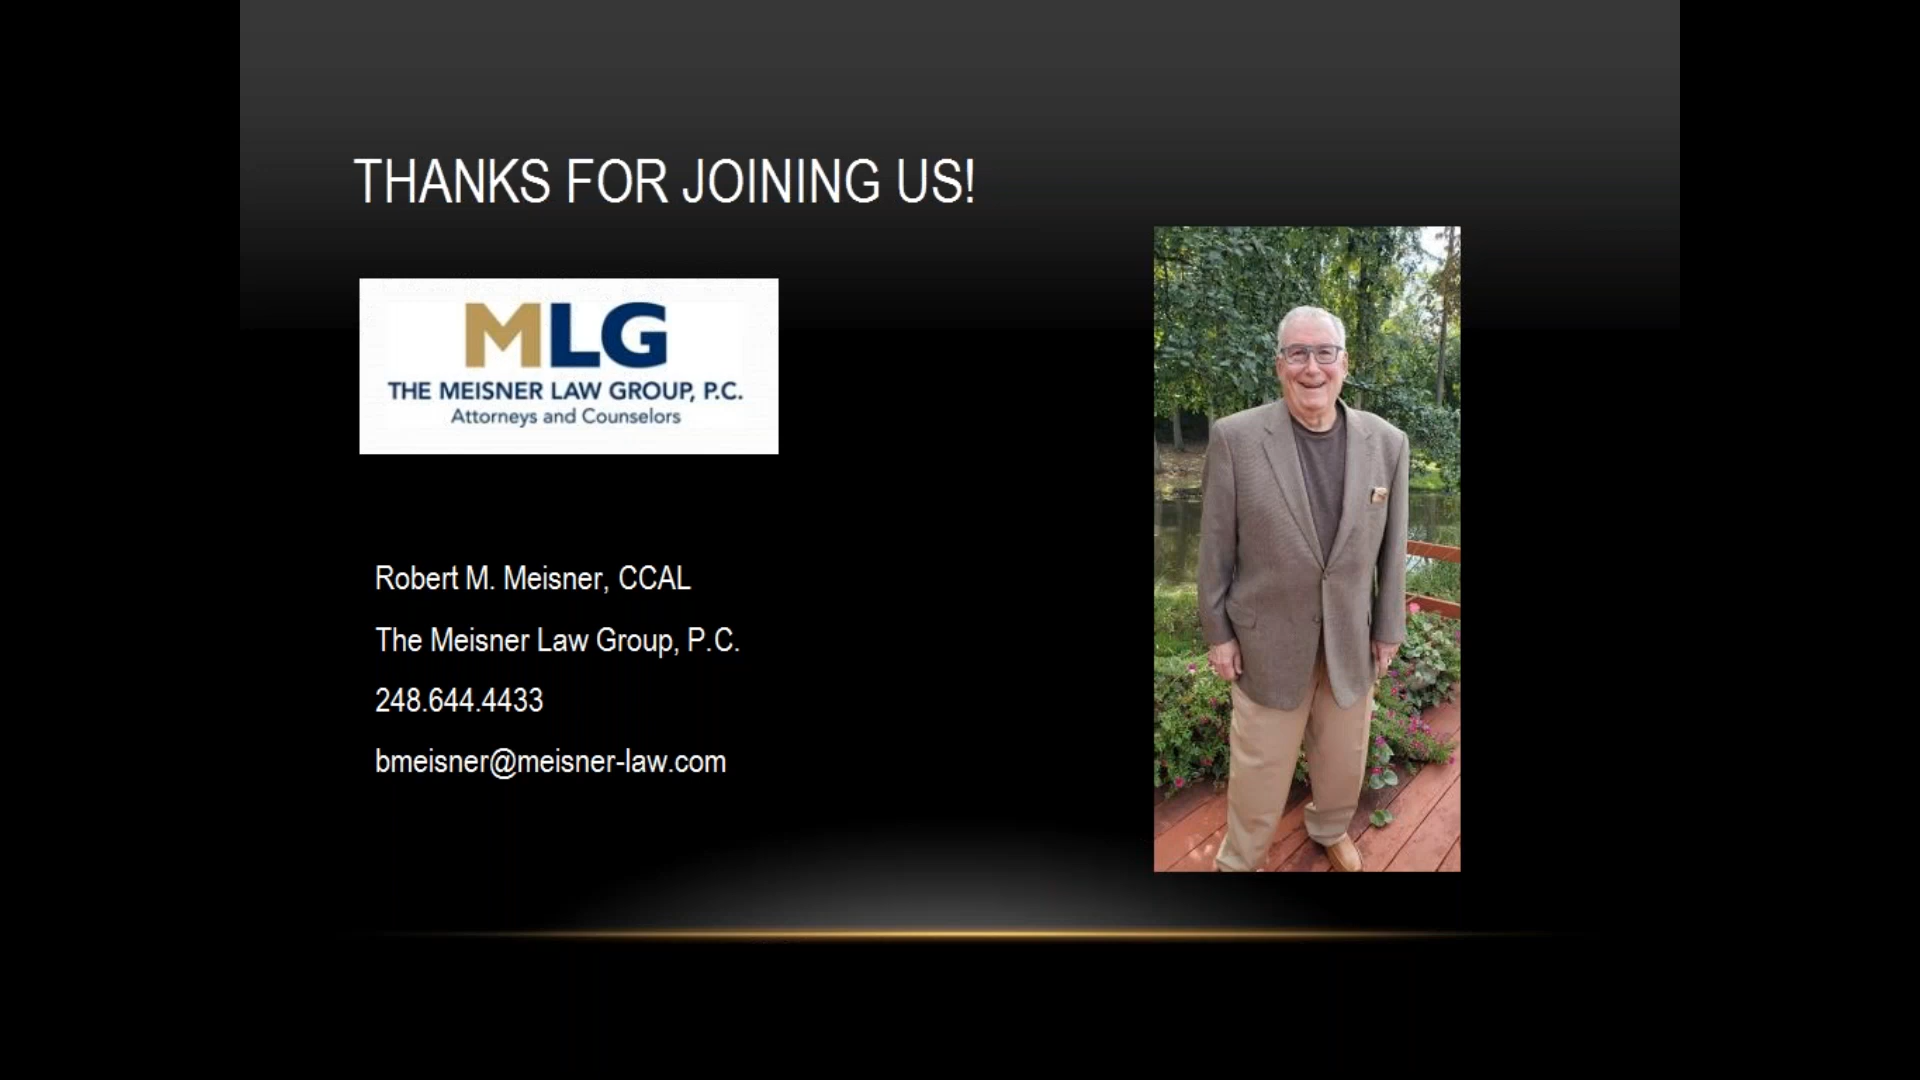 THANKS FOR JOINING US!
MLG
THE MEISNER LAW GROUP, P.C.
Attorneys and Counselors
Robert M. Meisner, CCAL
The Meisner Law Group, P.C.
248.644.4433
bmeisner@meisner-law.com